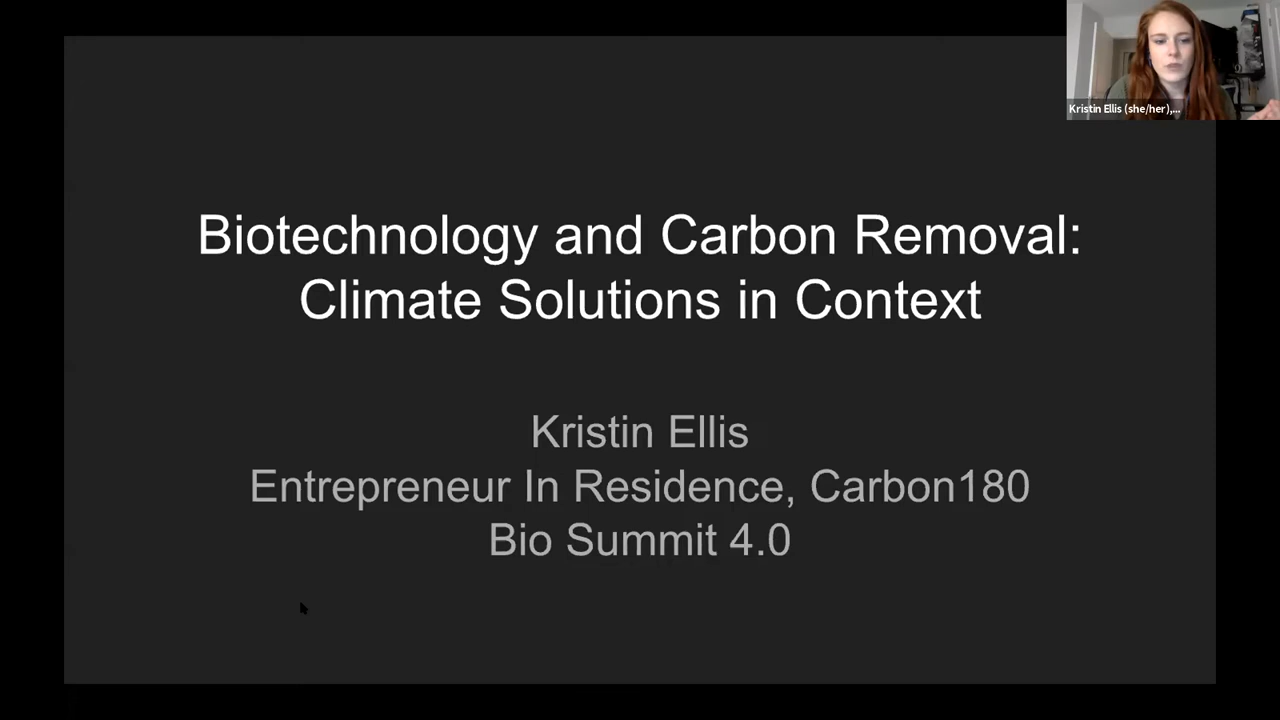 Kristin Ellis (she/her),...
Biotechnology and Carbon Removal:
Climate Solutions in Context
Kristin Ellis
Entrepreneur In Residence, Carbon180
Bio Summit 4.0